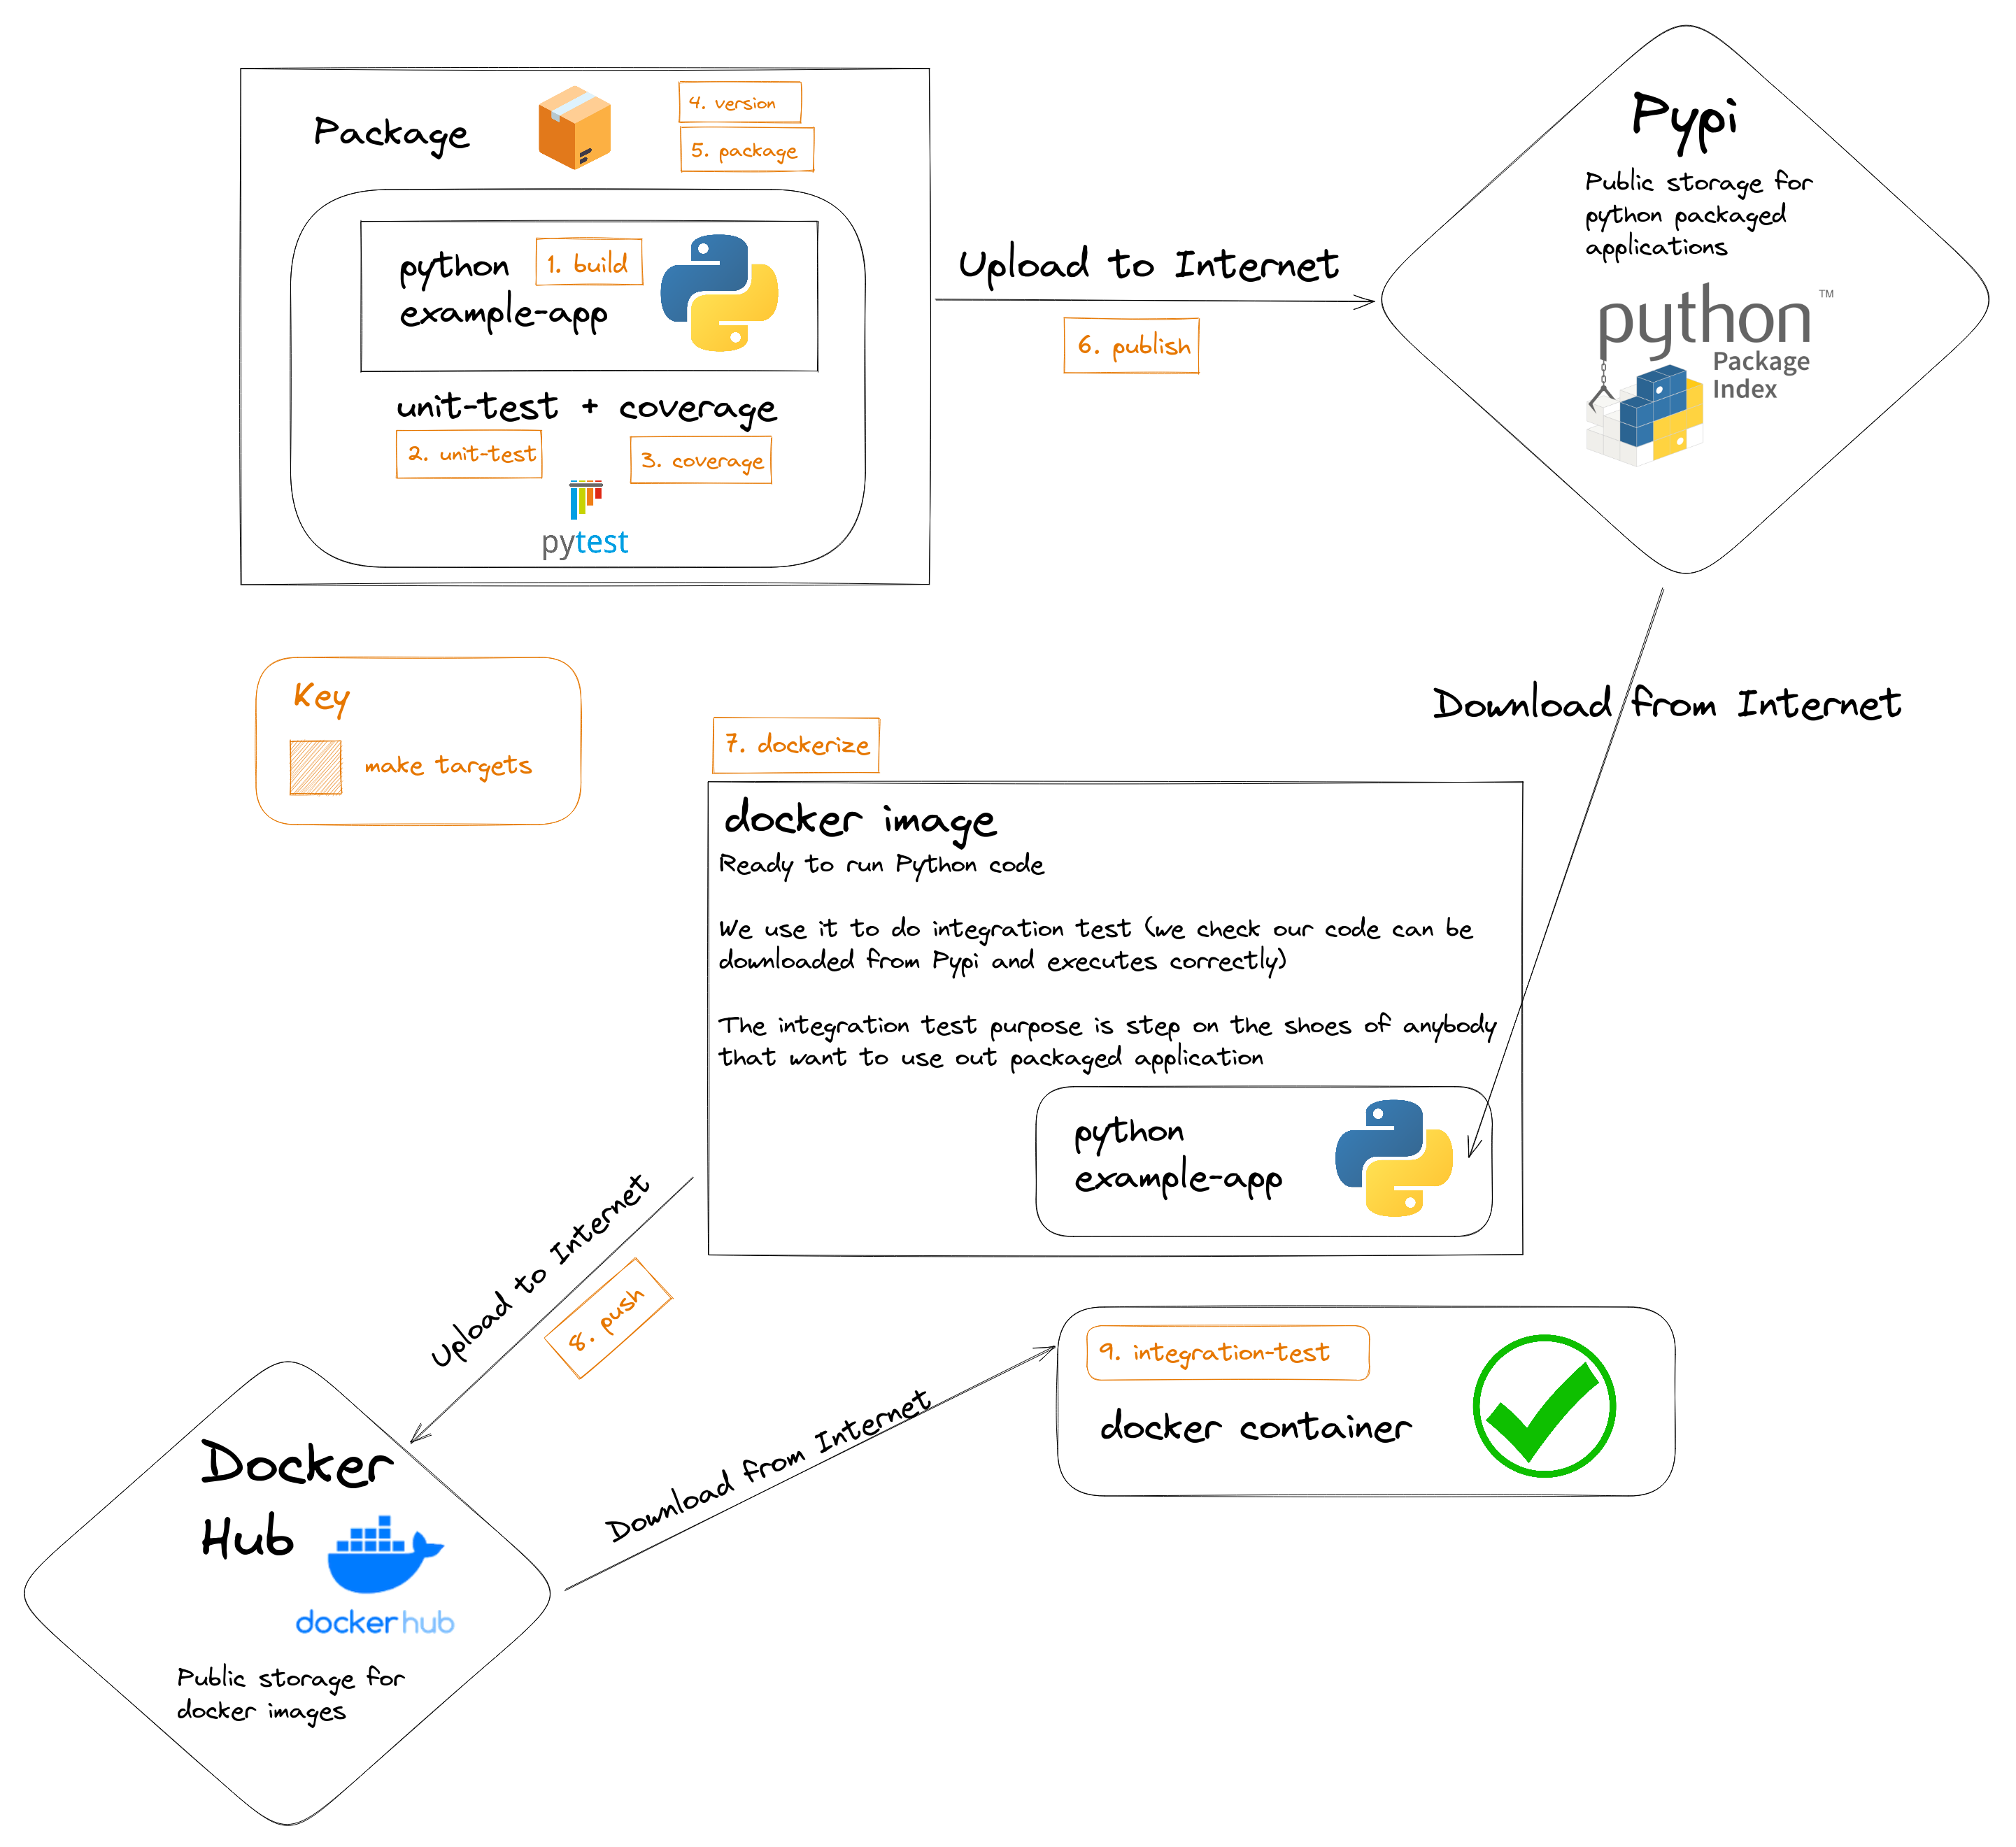 Package
4. version
5. package
python
example-app
1. build
unit-test + coverage
2. unit-test
3. coverage
pytest
Upload to Internet
6. publish
Pypi
Public storage for
python packaged
applications
python TM
Package
Index
Download from Internet
Key
make targets
7. dockerize
docker image
Ready to run Python code
We use it to do integration test (we check our code can be
downloaded from Pypi and executes correctly)
The integration test purpose is step on the shoes of anybody
that want to use out packaged application
python
example-app
Upload to Internet
8. push
Docker
Hub
dockerhub
Public storage for
docker images
Download from Internet
9. integration-test
docker container